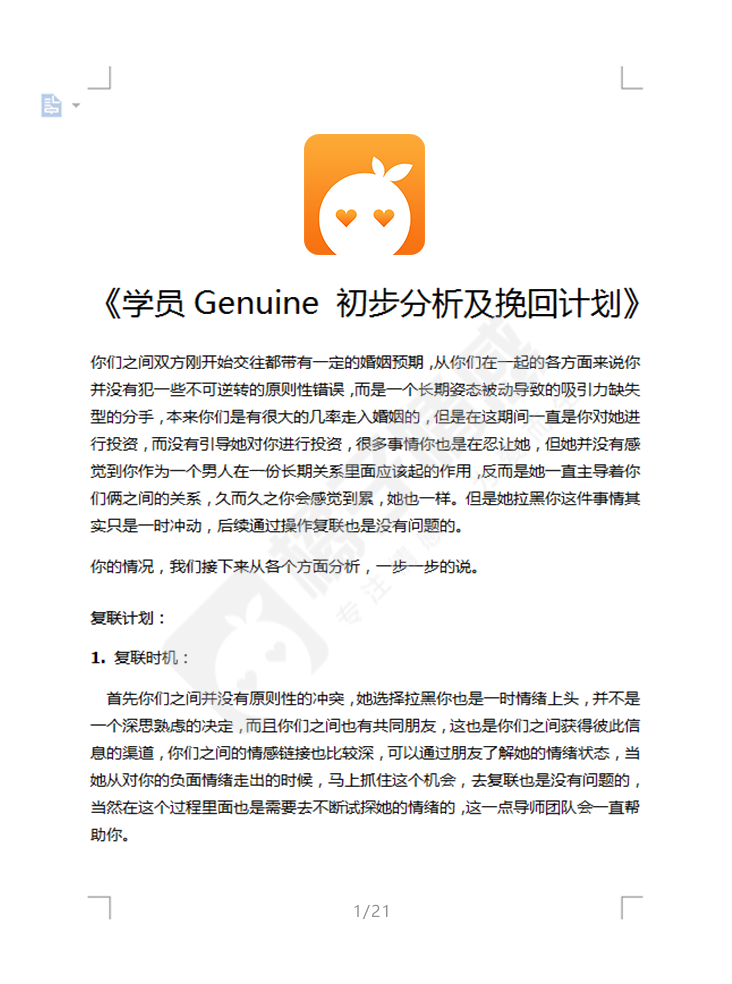 《学员 Genuine 初步分析及挽回计划》
你们之间双方刚开始交往都带有一定的婚姻预期,从你们在一起的各方面来说你
并没有犯一些不可逆转的原则性错误,而是一个长期姿态被动导致的吸引力缺失
型的分手,本来你们是有很大的几率走入婚姻的,但是在这期间一直是你对她进
行投资,而没有引导她对你进行投资,很多事情你也是在忍让她,但她并没有感
觉到你作为一个男人在一份长期关系里面应该起的作用,反而是她一直主导着你
们俩之间的关系,久而久之你会感觉到累,她也一样。但是她拉黑你这件事情其
实只是一时冲动,后续通过操作复联也是没有问题的。
你的情况,我们接下来从各个方面分析,一步一步的说。
复联计划:
1. 复联时机:
首先你们之间并没有原则性的冲突,她选择拉黑你也是一时情绪上头,并不是
一个深思熟虑的决定,而且你们之间也有共同朋友,这也是你们之间获得彼此信
息的渠道,你们之间的情感链接也比较深,可以通过朋友了解她的情绪状态,当
她从对你的负面情绪走出的时候,马上抓住这个机会,去复联也是没有问题的,
当然在这个过程里面也是需要去不断试探她的情绪的,这一点导师团队会一直帮
助你。
橘子情感
1/21